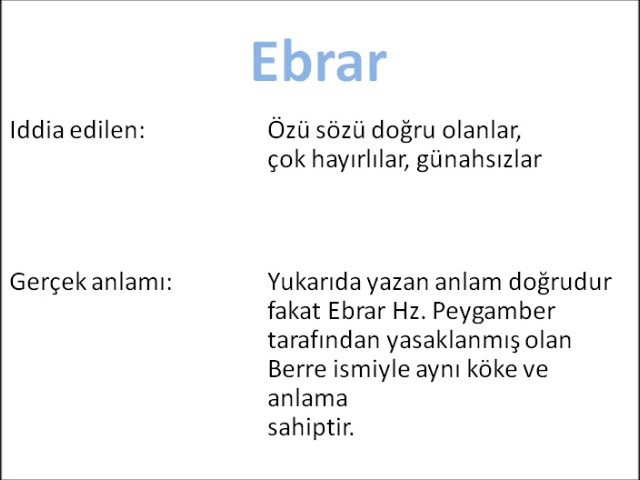 Ebrar
Iddia edilen: Özü sözü doğru olanlar,
çok hayırlılar, günahsızlar
Gerçek anlamı: Yukarıda yazan anlam doğrudur
fakat Ebrar Hz. Peygamber
tarafından yasaklanmış olan
Berre ismiyle aynı köke ve
anlama
sahiptir.